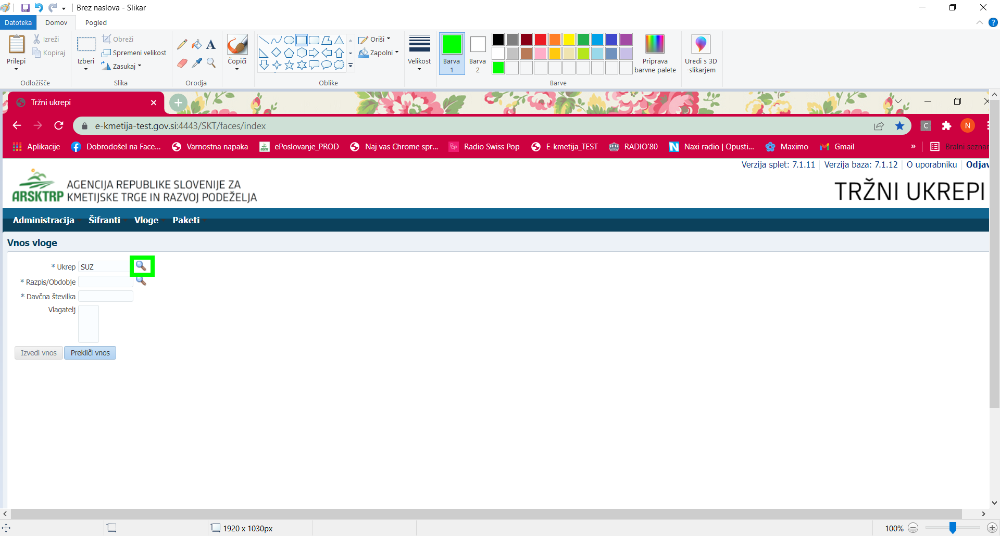 Brez naslova - Slikar
Datoteka Domov Pogled
Prilepi
Izreži
Kopiraj
Odložišče
Izberi
Obreži
Spremeni velikost
Zasukaj
Slika
Orodja
Čopiči
Oriši
Zapolni
Oblike
Velikost
Barva 1
Barva 2
Priprava barvne palete
Barve
Uredi s 3D -slikarjem
Tržni ukrepi
e-kmetija-test.gov.si:4443/SKT/faces/index
C
N
Aplikacije Dobrodošel na Face... Varnostna napaka ePoslovanje_PROD Naj vas Chrome spr... Radio Swiss Pop E-kmetija_TEST RADIO'80 Naxi radio | Opusti... Maximo Gmail » Bralni seznam
Verzija splet: 7.1.11 Verzija baza: 7.1.12 O uporabniku Odjav
ARSKTRP
AGENCIJA REPUBLIKE SLOVENIJE ZA
KMETIJSKE TRGE IN RAZVOJ PODEŽELJA
TRŽNI UKREPI
Administracija Šifranti Vloge Paketi
Vnos vloge
* Ukrep SUZ
* Razpis/Obdobje
* Davčna številka
Vlagatelj
Izvedi vnos Prekliči vnos
1920 x 1030px
100%